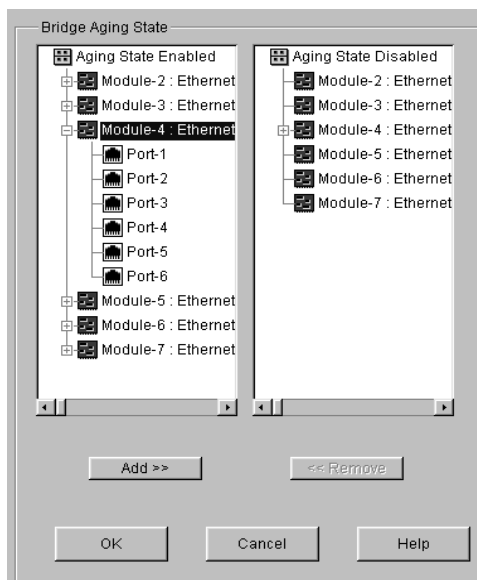 Bridge Aging State
Aging State Enabled
Module-2 : Ethernet
Module-3 : Ethernet
Module-4 : Ethernet
Port-1
Port-2
Port-3
Port-4
Port-5
Port-6
Module-5 : Ethernet
Module-6 : Ethernet
Module-7 : Ethernet
Aging State Disabled
Module-2 : Ethernet
Module-3 : Ethernet
Module-4 : Ethernet
Module-5 : Ethernet
Module-6 : Ethernet
Module-7 : Ethernet
Add >>
<< Remove
OK
Cancel
Help